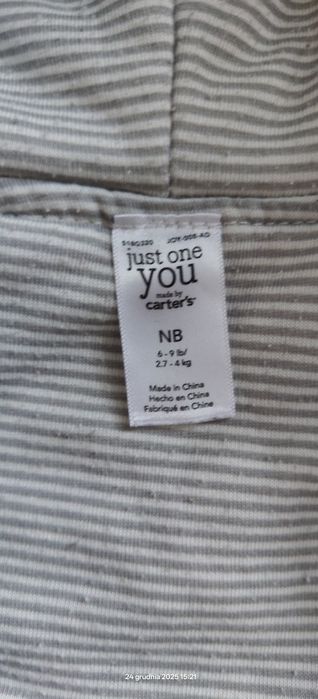 just one
you
made by
carter's
NB
6 - 9 lb/
2.7 - 4 kg
Made in China
Hecho en China
Fabriqué en Chine
24 grudnia 2025 15:21